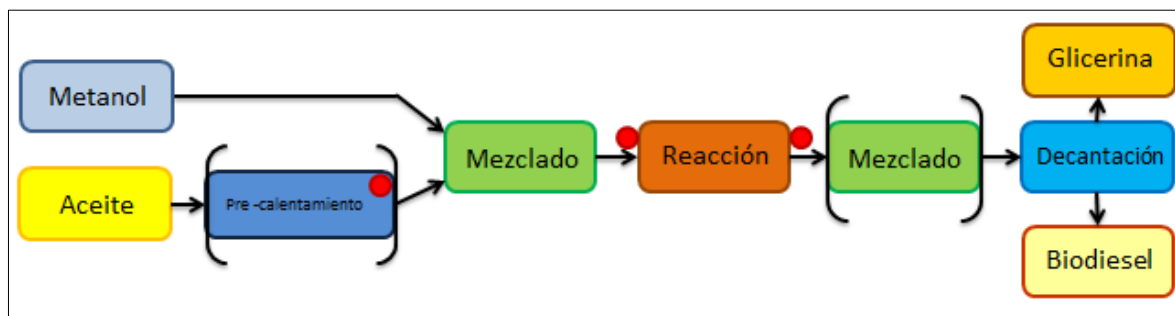 Metanol
Aceite
Pre -calentamiento
Mezclado
Reacción
Mezclado
Glicerina
Decantación
Biodiesel